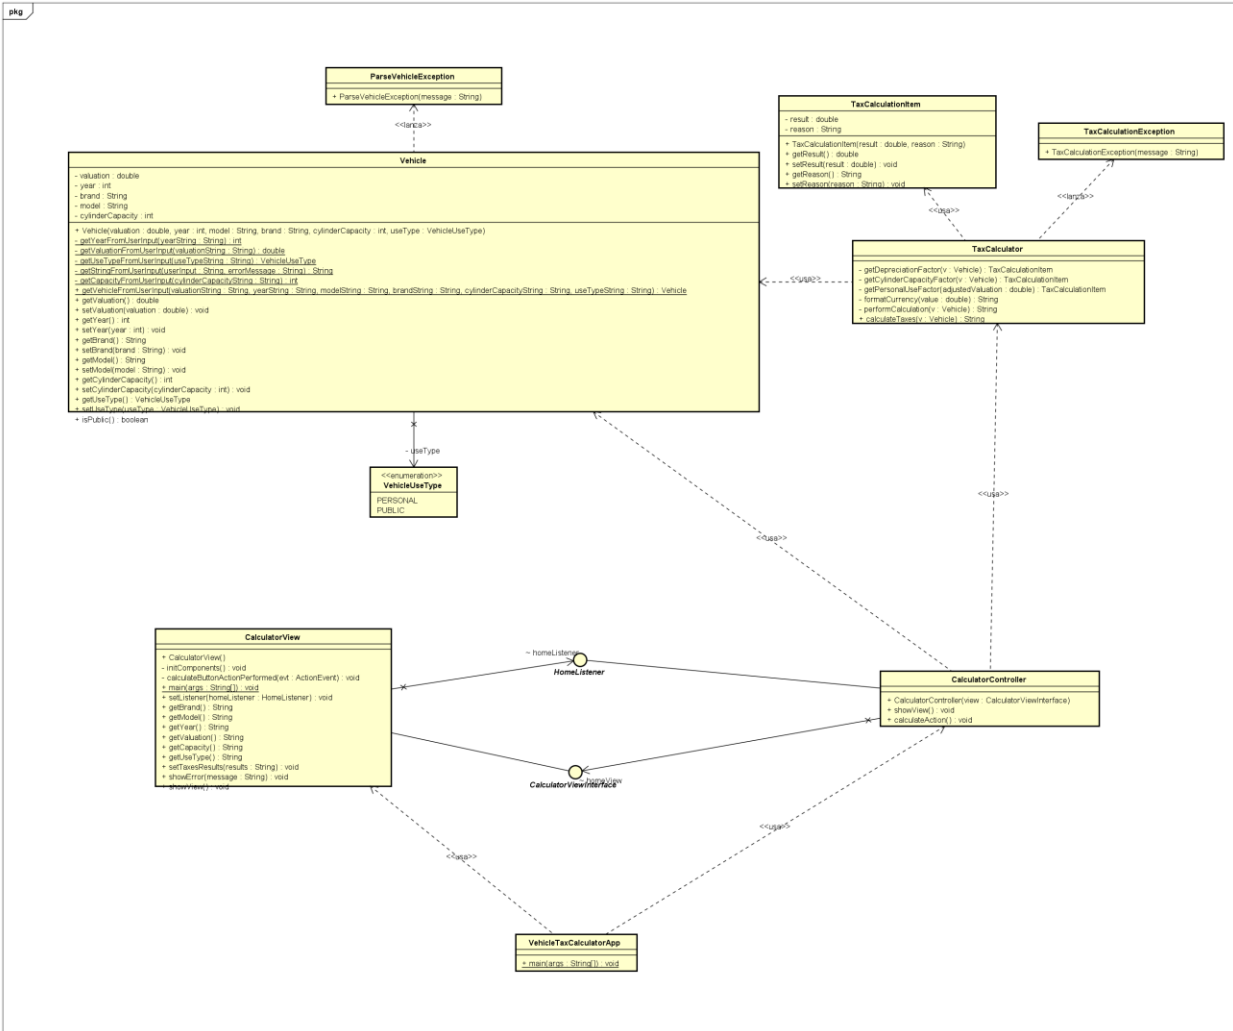 pkg
ParseVehicleException
+ ParseVehicleException(message : String)
<<lanza>>
TaxCalculationItem
- result : double
- reason : String
+ TaxCalculationItem(result : double, reason : String)
+ getResult() : double
+ setResult(result : double) : void
+ getReason() : String
+ setReason(reason : String) : void
TaxCalculationException
+ TaxCalculationException(message : String)
<<usa>>
<<lanza>>
Vehicle
- valuation : double
- year : int
- brand : String
- model : String
- cylinderCapacity : int
+ Vehicle(valuation : double, year : int, model : String, brand : String, cylinderCapacity : int, useType : VehicleUseType)
- getYearFromUserInput(yearString : String) : int
- getValuationFromUserInput(valuationString : String) : double
- getUseTypeFromUserInput(useTypeString : String) : VehicleUseType
- getStringFromUserInput(userInput : String, errorMessage : String) : String
- getCapacityFromUserInput(cylinderCapacityString : String) : int
+ getVehicleFromUserInput(valuationString : String, yearString : String, modelString : String, brandString : String, cylinderCapacityString : String, useTypeString : String) : Vehicle
+ getValuation() : double
+ setValuation(valuation : double) : void
+ getYear() : int
+ setYear(year : int) : void
+ getBrand() : String
+ setBrand(brand : String) : void
+ getModel() : String
+ setModel(model : String) : void
+ getCylinderCapacity() : int
+ setCylinderCapacity(cylinderCapacity : int) : void
+ getUseType() : VehicleUseType
+ setUseType(useType : VehicleUseType) : void
+ isPublic() : boolean
<<usa>>
TaxCalculator
- getDepreciationFactor(v : Vehicle) : TaxCalculationItem
- getCylinderCapacityFactor(v : Vehicle) : TaxCalculationItem
- getPersonalUseFactor(adjustedValuation : double) : TaxCalculationItem
- formatCurrency(value : double) : String
- performCalculation(v : Vehicle) : String
+ calculateTaxes(v : Vehicle) : String
- useType
<<enumeration>>
VehicleUseType
PERSONAL
PUBLIC
<<usa>>
<<usa>>
CalculatorView
+ CalculatorView()
- initComponents() : void
- calculateButtonActionPerformed(evt : ActionEvent) : void
+ main(args : String[]) : void
+ setListener(homeListener : HomeListener) : void
+ getBrand() : String
+ getModel() : String
+ getYear() : String
+ getValuation() : String
+ getCapacity() : String
+ getUseType() : String
+ setTaxesResults(results : String) : void
+ showError(message : String) : void
+ showView() : void
~ homeListener
HomeListener
~ homeView
CalculatorViewInterface
CalculatorController
+ CalculatorController(view : CalculatorViewInterface)
+ showView() : void
+ calculateAction() : void
<<usa>>
<<usa>>
VehicleTaxCalculatorApp
+ main(args : String[]) : void